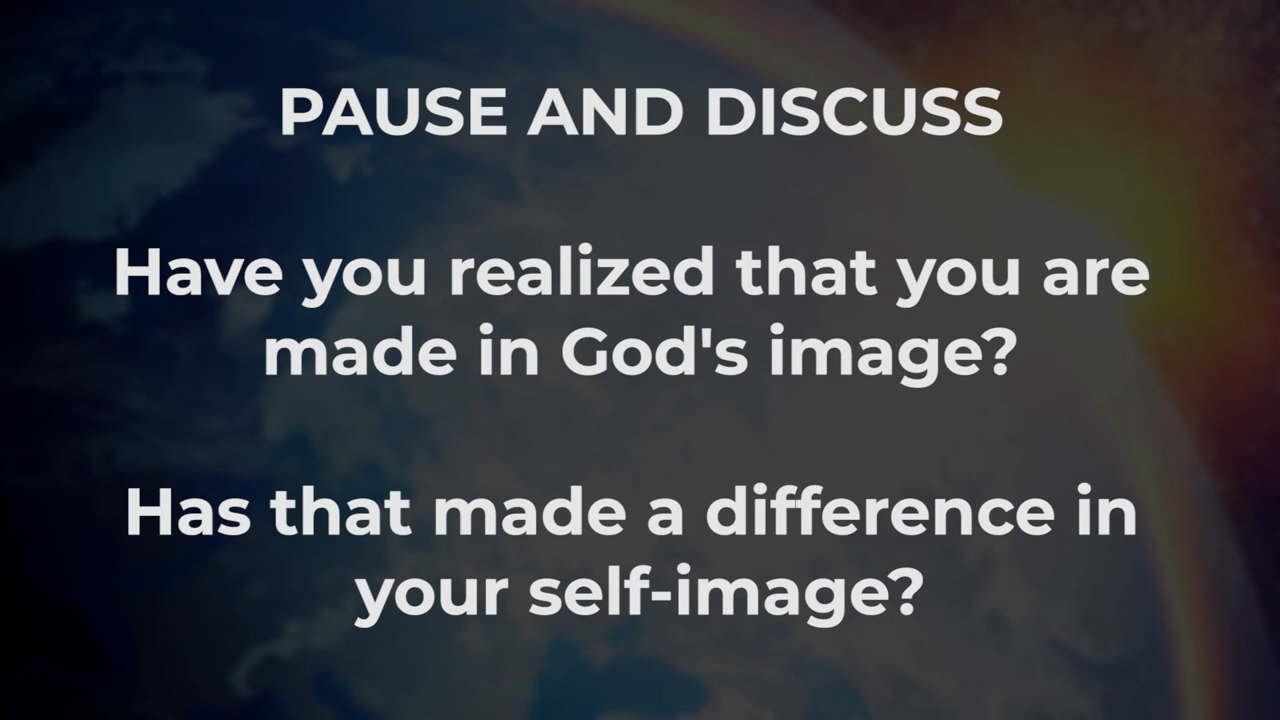 PAUSE AND DISCUSS
Have you realized that you are
made in God's image?
Has that made a difference in
your self-image?